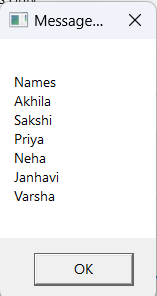 Message...
Names
Akhila
Sakshi
Priya
Neha
Janhavi
Varsha
OK